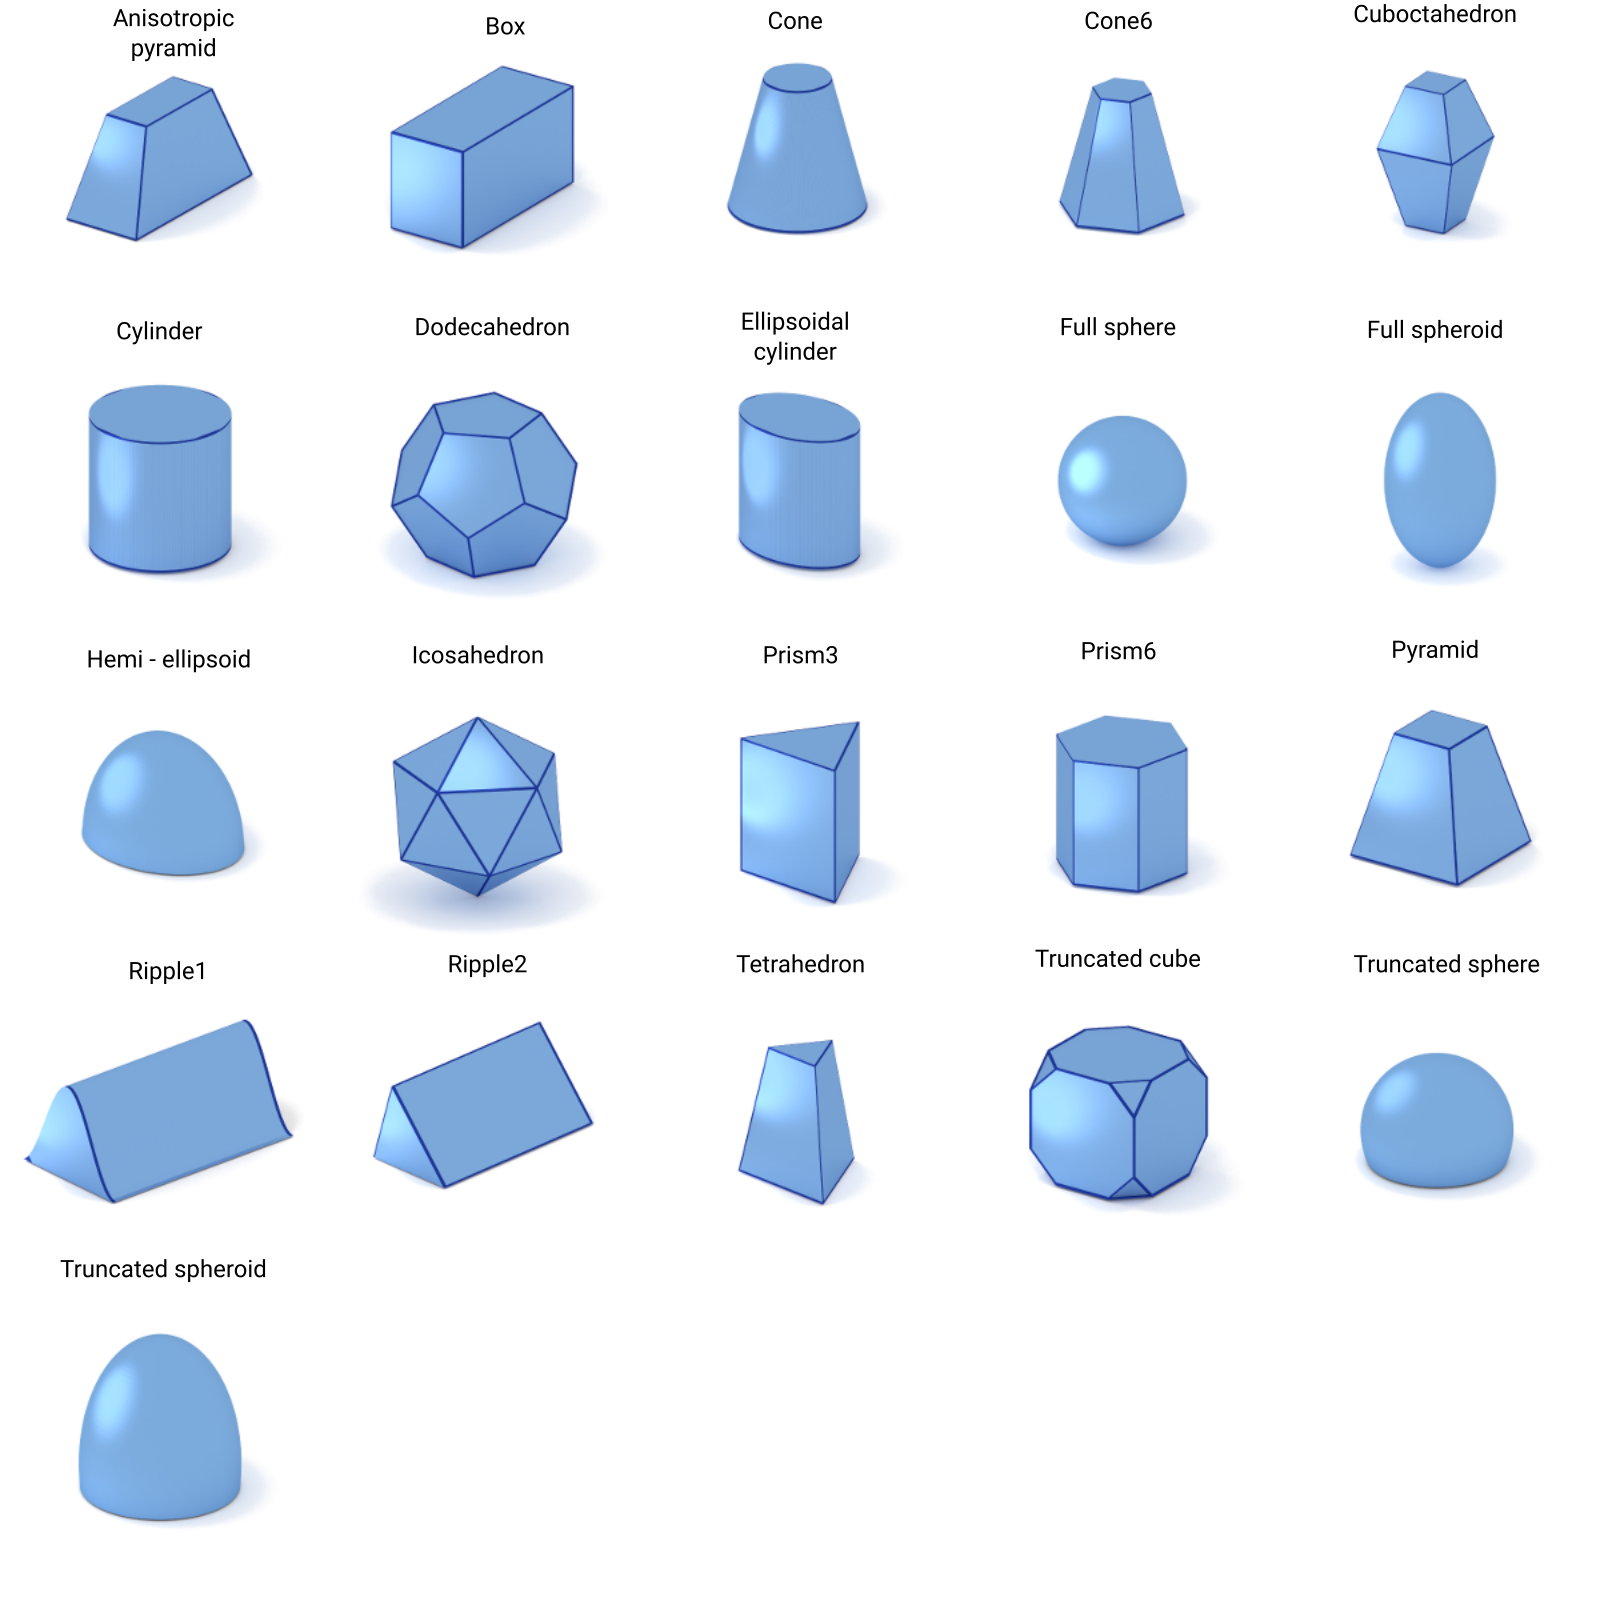 Anisotropic
pyramid
Box
Cone
Cone6
Cuboctahedron
Cylinder
Dodecahedron
Ellipsoidal
cylinder
Full sphere
Full spheroid
Hemi - ellipsoid
Icosahedron
Prism3
Prism6
Pyramid
Ripple1
Ripple2
Tetrahedron
Truncated cube
Truncated sphere
Truncated spheroid